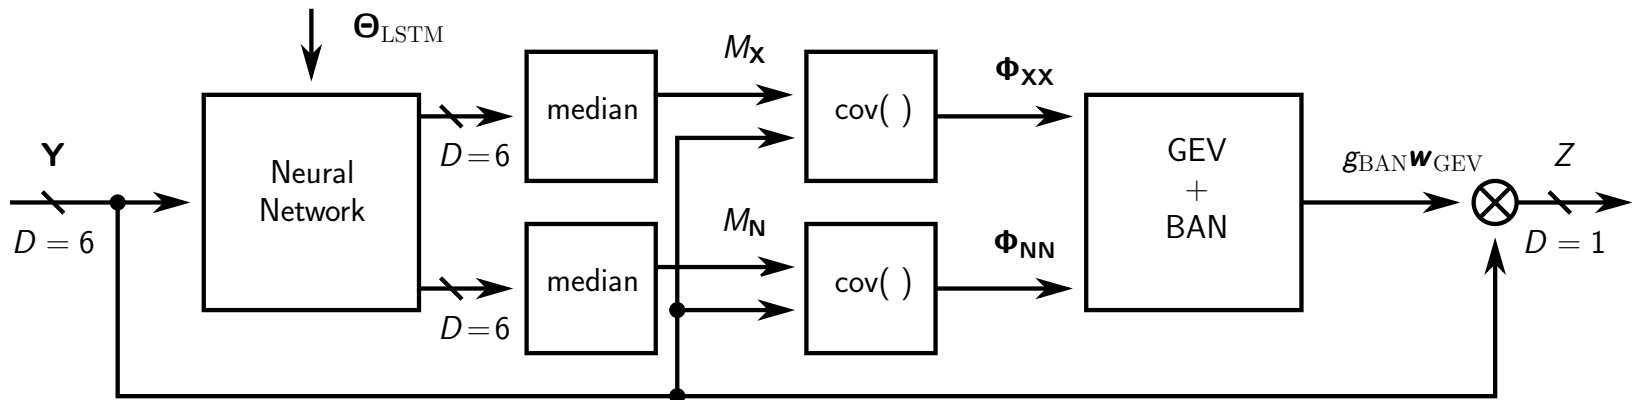 Θ_LSTM
Y
D = 6
Neural
Network
D = 6
D = 6
median
median
M_X
M_N
cov( )
cov( )
Φ_XX
Φ_NN
GEV
+
BAN
g_BAN w_GEV
Z
D = 1